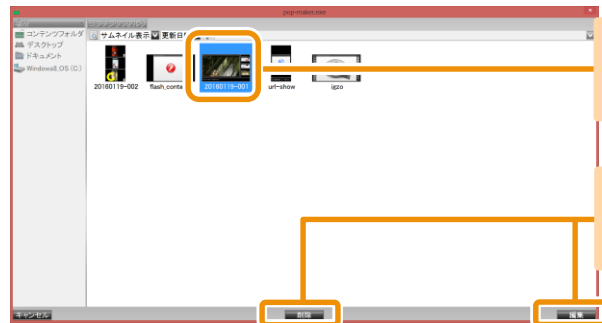 pop-maker.exe
コンテンツフォルダ
デスクトップ
ドキュメント
Windows8_OS (C:)
サムネイル表示
更新日
20160119-002
flash_conta
20160119-001
url-show
igzo
キャンセル
削除
編集